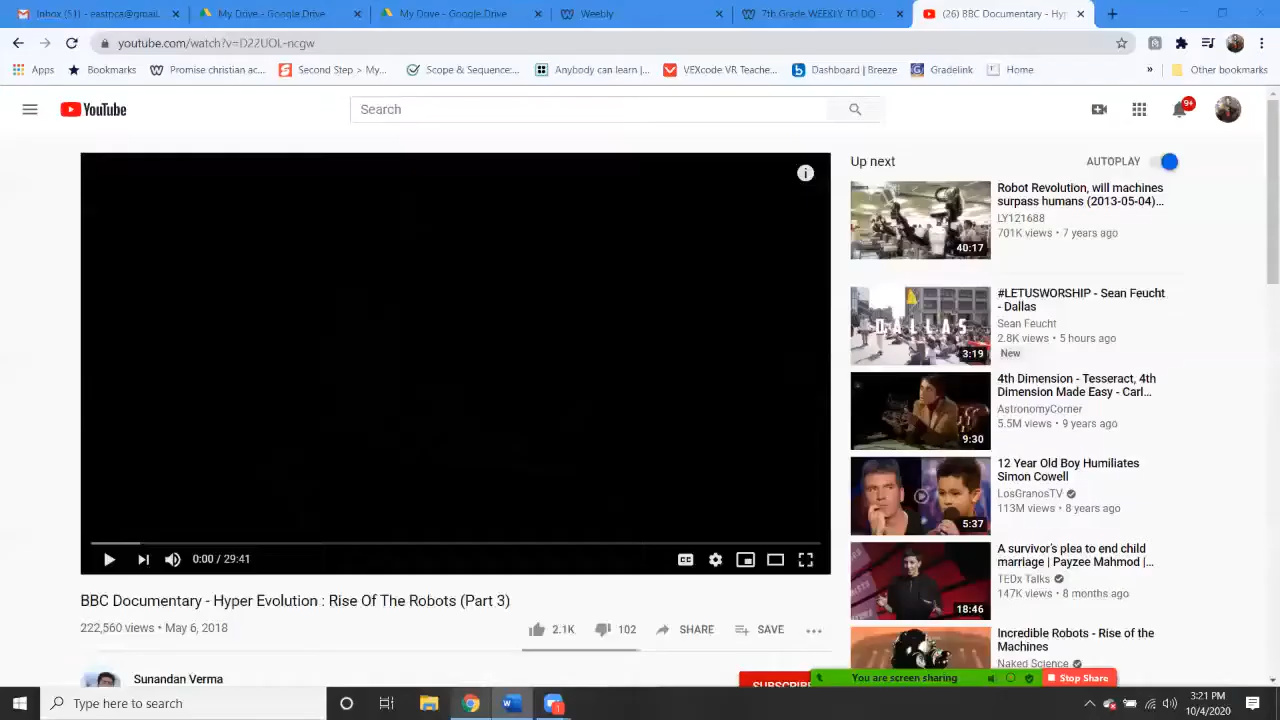 Inbox (51) - eastpca@gmail.
My Drive - Google Drive
My Drive - Google Drive
Weekly
7th Grade WEEKLY TO DO
(26) BBC Documentary - Hyp
youtube.com/watch?v=D22UOL-ncgw
Apps
Bookmarks
Promise christian ac...
Second Step > My...
Scope & Sequence:...
Anybody can learn |...
VEXcode VR Teache...
Dashboard | Breeze
Gradelink
Home
»
Other bookmarks
YouTube
Search
9+
Up next
AUTOPLAY
Robot Revolution, will machines
surpass humans (2013-05-04)...
LY121688
701K views • 7 years ago
40:17
#LETUSWORSHIP - Sean Feucht
- Dallas
Sean Feucht
2.8K views • 5 hours ago
New
DALLAS
3:19
4th Dimension - Tesseract, 4th
Dimension Made Easy - Carl...
AstronomyCorner
5.5M views • 9 years ago
9:30
12 Year Old Boy Humiliates
Simon Cowell
LosGranosTV
113M views • 8 years ago
5:37
A survivor's plea to end child
marriage | Payzee Mahmod |...
TEDx Talks
147K views • 8 months ago
18:46
Incredible Robots - Rise of the
Machines
Naked Science
0:00 / 29:41
CC
BBC Documentary - Hyper Evolution : Rise Of The Robots (Part 3)
222,560 views • May 6, 2018
2.1K
102
SHARE
SAVE
Sunandan Verma
SUBSCRIBE
You are screen sharing
Stop Share
Type here to search
3:21 PM
10/4/2020